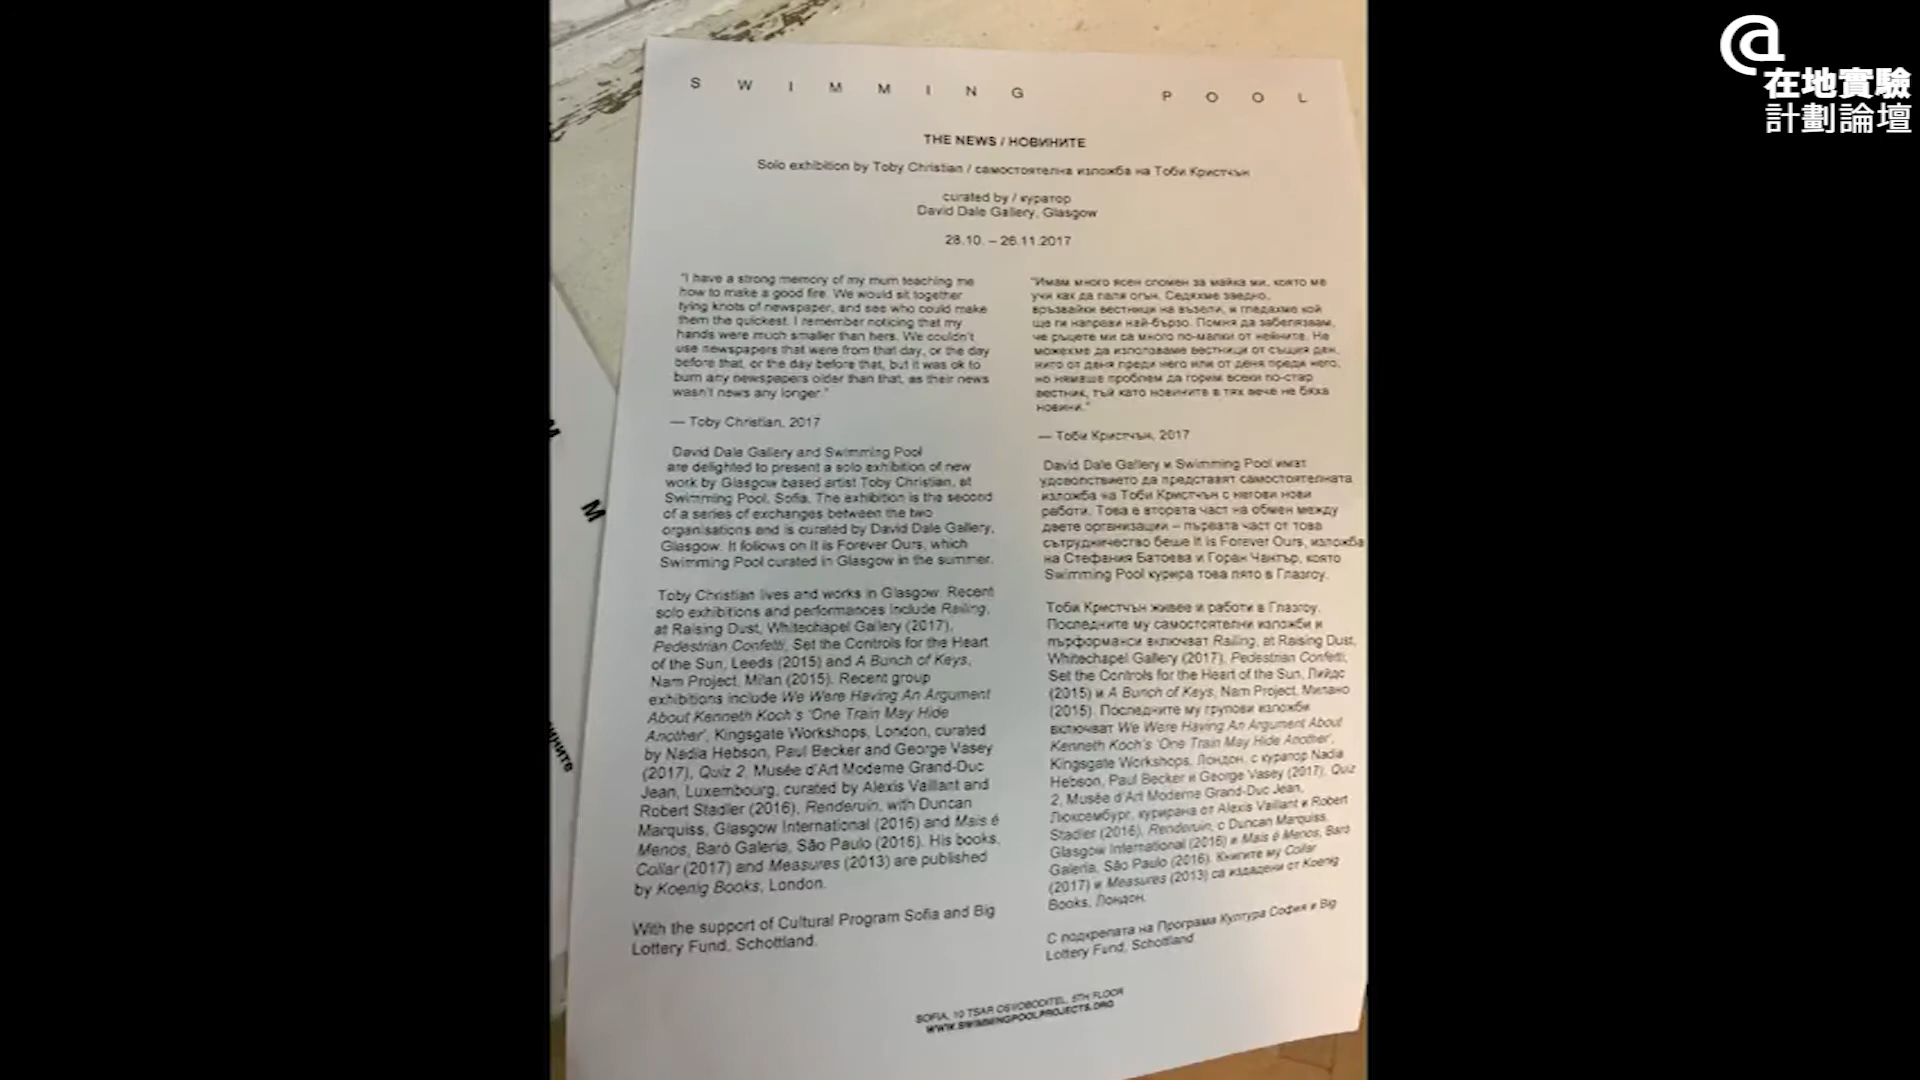 @
在地實驗
計劃論壇
SWIMMING POOL
THE NEWS / НОВИНИТЕ
Solo exhibition by Toby Christian / самостоятелна изложба на Тоби Кристчън
curated by / куратор
David Dale Gallery, Glasgow
28.10. – 26.11.2017
"I have a strong memory of my mum teaching me
how to make a good fire. We would sit together
tying knots of newspaper, and see who could make
them the quickest. I remember noticing that my
hands were much smaller than hers. We couldn't
use newspapers that were from that day, or the day
before that, or the day before that, but it was ok to
burn any newspapers older than that, as their news
wasn't news any longer."
— Toby Christian, 2017
David Dale Gallery and Swimming Pool
are delighted to present a solo exhibition of new
work by Glasgow based artist Toby Christian, at
Swimming Pool, Sofia. The exhibition is the second
of a series of exchanges between the two
organisations and is curated by David Dale Gallery,
Glasgow. It follows on It is Forever Ours, which
Swimming Pool curated in Glasgow in the summer.
Toby Christian lives and works in Glasgow. Recent
solo exhibitions and performances include Railing,
at Raising Dust, Whitechapel Gallery (2017),
Pedestrian Confetti, Set the Controls for the Heart
of the Sun, Leeds (2015) and A Bunch of Keys,
Nam Project, Milan (2015). Recent group
exhibitions include We Were Having An Argument
About Kenneth Koch's 'One Train May Hide
Another', Kingsgate Workshops, London, curated
by Nadia Hebson, Paul Becker and George Vasey
(2017), Quiz 2, Musée d'Art Moderne Grand-Duc
Jean, Luxembourg, curated by Alexis Vaillant and
Robert Stadler (2016), Renderuin, with Duncan
Marquiss, Glasgow International (2016) and Mais é
Menos, Baró Galeria, São Paulo (2016). His books,
Collar (2017) and Measures (2013) are published
by Koenig Books, London.
With the support of Cultural Program Sofia and Big
Lottery Fund, Schottland.
"Имам много ясен спомен за майка ми, която ме
учи как да паля огън. Седяхме заедно,
връзвайки вестници на възели, и гледахме кой
ще ги направи най-бързо. Помня да забелязвам,
че ръцете ми са много по-малки от нейните. Не
можехме да използваме вестници от същия ден,
нито от деня преди него или от деня преди него,
но нямаше проблем да горим всеки по-стар
вестник, тъй като новините в тях вече не бяха
новини."
— Тоби Кристчън, 2017
David Dale Gallery и Swimming Pool имат
удоволствието да представят самостоятелната
изложба на Тоби Кристчън с негови нови
работи. Това е втората част на обмен между
двете организации – първата част от това
сътрудничество беше It Is Forever Ours, изложба
на Стефания Батоева и Горан Чантър, която
Swimming Pool курира това лято в Глазгоу.
Тоби Кристчън живее и работи в Глазгоу.
Последните му самостоятелни изложби и
пърформанси включват Railing, at Raising Dust,
Whitechapel Gallery (2017), Pedestrian Confetti,
Set the Controls for the Heart of the Sun, Лийдс
(2015) и A Bunch of Keys, Nam Project, Милано
(2015). Последните му групови изложби
включват We Were Having An Argument About
Kenneth Koch's 'One Train May Hide Another',
Kingsgate Workshops, Лондон, с куратор Nadia
Hebson, Paul Becker и George Vasey (2017), Quiz
2, Musée d'Art Moderne Grand-Duc Jean,
Люксембург, курирана от Alexis Vaillant и Robert
Stadler (2016), Renderuin, с Duncan Marquiss,
Glasgow International (2016) и Mais é Menos, Baró
Galeria, São Paulo (2016). Книгите му Collar
(2017) и Measures (2013) са издадени от Koenig
Books, Лондон.
С подкрепата на Програма Култура София и Big
Lottery Fund, Schottland
SOFIA, 10 TSAR OSVOBODITEL, 5TH FLOOR
WWW.SWIMMINGPOOLPROJECTS.ORG
M
M
ините